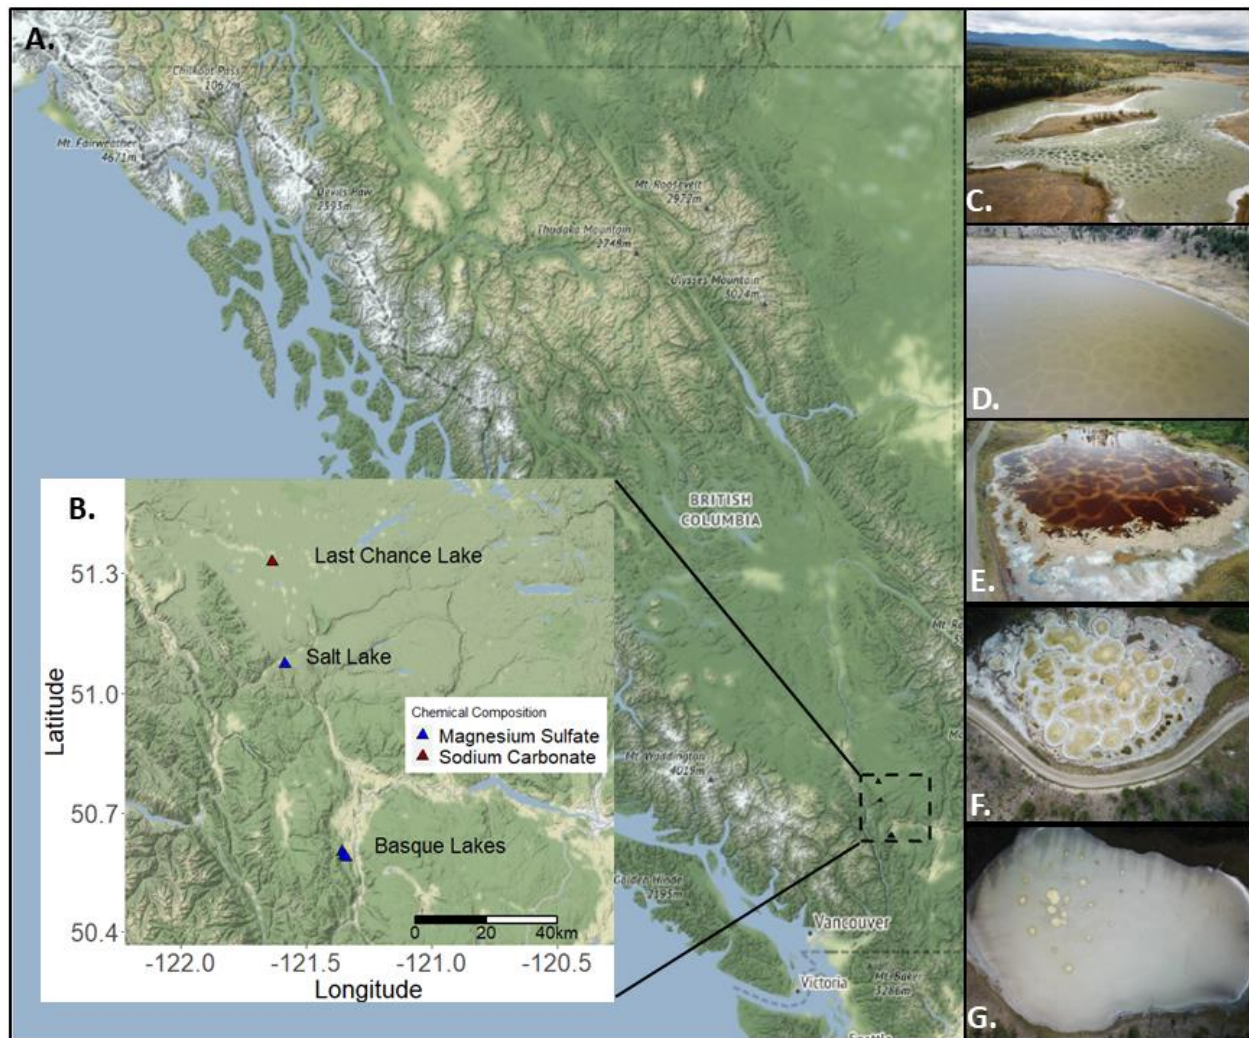 A.
Chilkoot Pass
1067m
Mt. Fairweather
4671m
Devils Paw
2593m
Mt. Roosevelt
2972m
Thudaka Mountain
2748m
Ulysses Mountain
3024m
BRITISH
COLUMBIA
Mt. Waddington
4019m
Golden Hinde
2195m
Vancouver
Victoria
Mt. Baker
3286m
Seattle
B.
Last Chance Lake
Salt Lake
Basque Lakes
Chemical Composition
Magnesium Sulfate
Sodium Carbonate
Latitude
51.3
51.0
50.7
50.4
0 20 40km
-122.0 -121.5 -121.0 -120.5
Longitude
C.
D.
E.
F.
G.